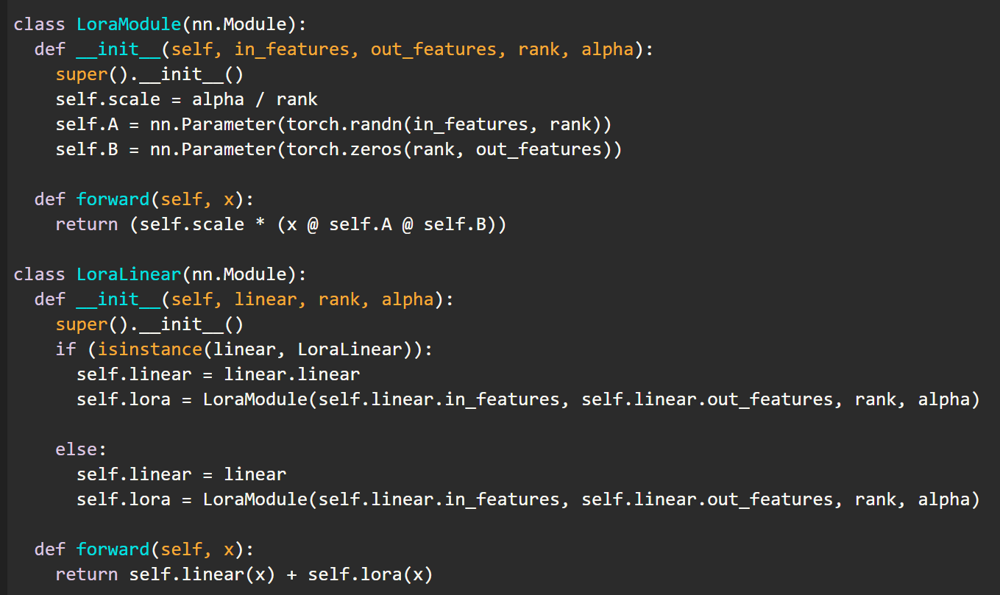 class LoraModule(nn.Module):
  def __init__(self, in_features, out_features, rank, alpha):
    super().__init__()
    self.scale = alpha / rank
    self.A = nn.Parameter(torch.randn(in_features, rank))
    self.B = nn.Parameter(torch.zeros(rank, out_features))

  def forward(self, x):
    return (self.scale * (x @ self.A @ self.B))

class LoraLinear(nn.Module):
  def __init__(self, linear, rank, alpha):
    super().__init__()
    if (isinstance(linear, LoraLinear)):
      self.linear = linear.linear
      self.lora = LoraModule(self.linear.in_features, self.linear.out_features, rank, alpha)

    else:
      self.linear = linear
      self.lora = LoraModule(self.linear.in_features, self.linear.out_features, rank, alpha)

  def forward(self, x):
    return self.linear(x) + self.lora(x)